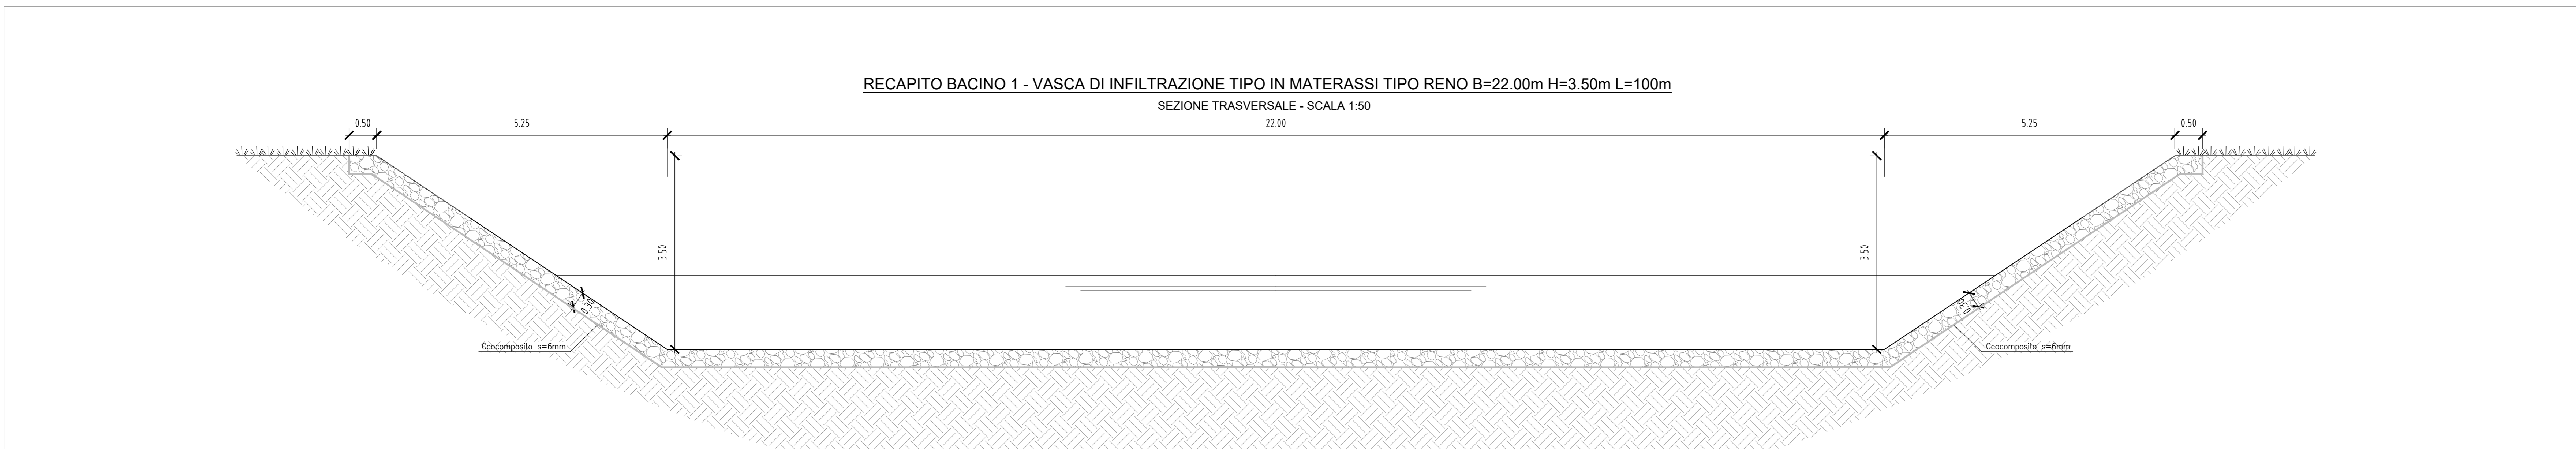 RECAPITO BACINO 1 - VASCA DI INFILTRAZIONE TIPO IN MATERASSI TIPO RENO B=22.00m H=3.50m L=100m
SEZIONE TRASVERSALE - SCALA 1:50
0.50 5.25 22.00 5.25 0.50
3.50 3.50
0.30 0.30
Geocomposito s=6mm Geocomposito s=6mm